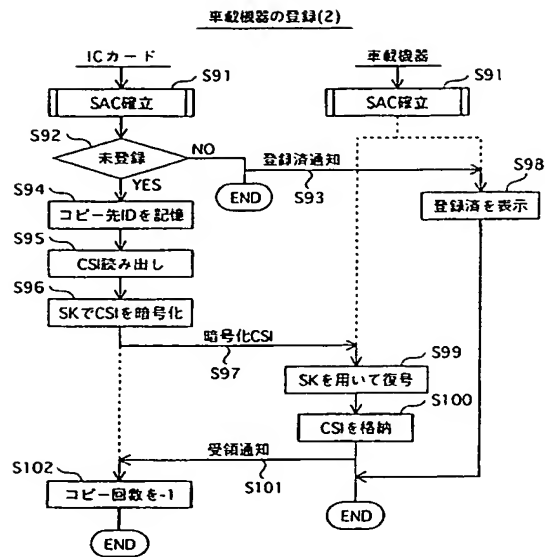 車載機器の登録(2)
ICカード
車載機器
S91
S91
SAC確立
SAC確立
S92
未登録
NO
YES
登録済通知
S93
END
S98
登録済を表示
S94
コピー先IDを記憶
S95
CSI読み出し
S96
SKでCSIを暗号化
暗号化CSI
S97
S99
SKを用いて復号
S100
CSIを格納
受領通知
S101
S102
コピー回数を-1
END
END